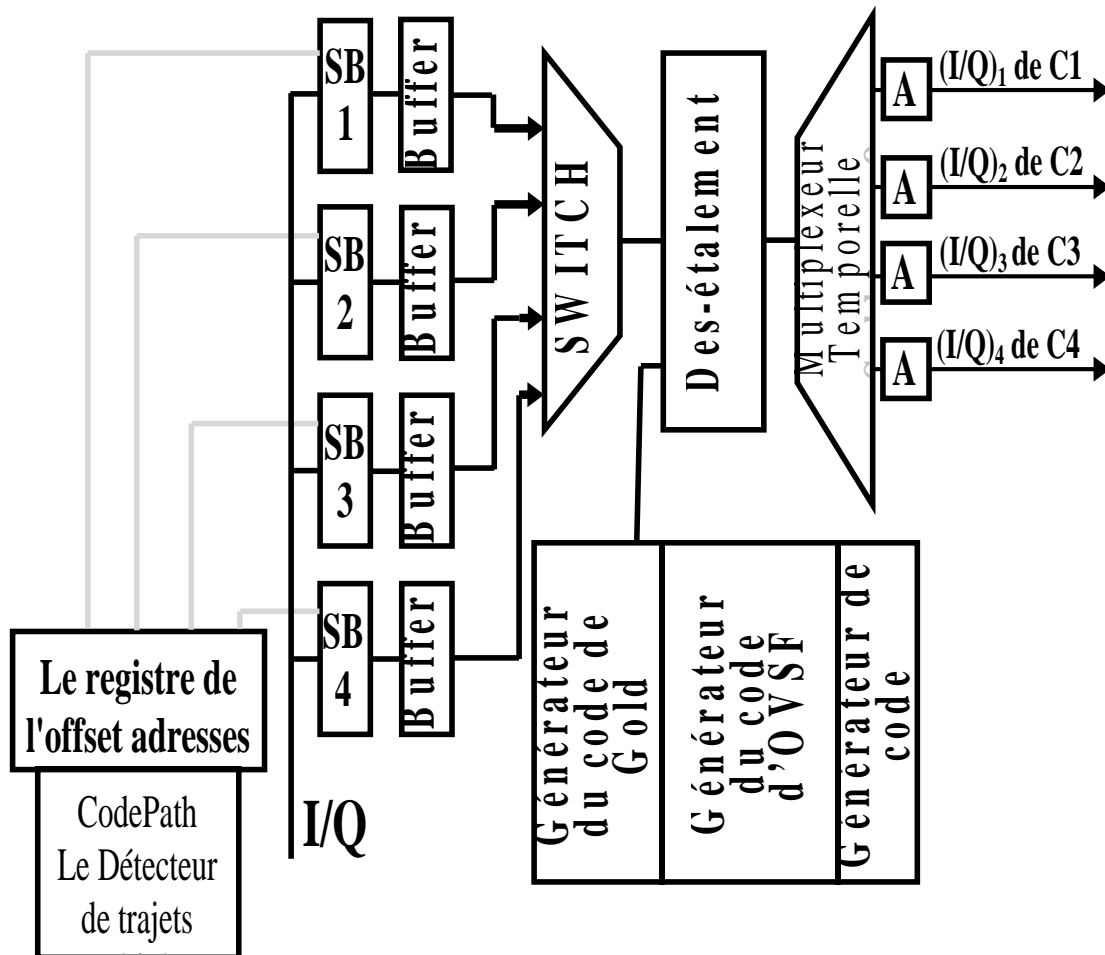 SB
1
Buffer
SB
2
Buffer
SB
3
Buffer
SB
4
Buffer
SWITCH
Des-étalement
Multiplexeur
Temporelle
A
(I/Q)1 de C1
A
(I/Q)2 de C2
A
(I/Q)3 de C3
A
(I/Q)4 de C4
Le registre de
l'offset adresses
CodePath
Le Détecteur
de trajets
I/Q
Générateur
du code de
Gold
Générateur
du code
d'OVSF
Générateur de
code